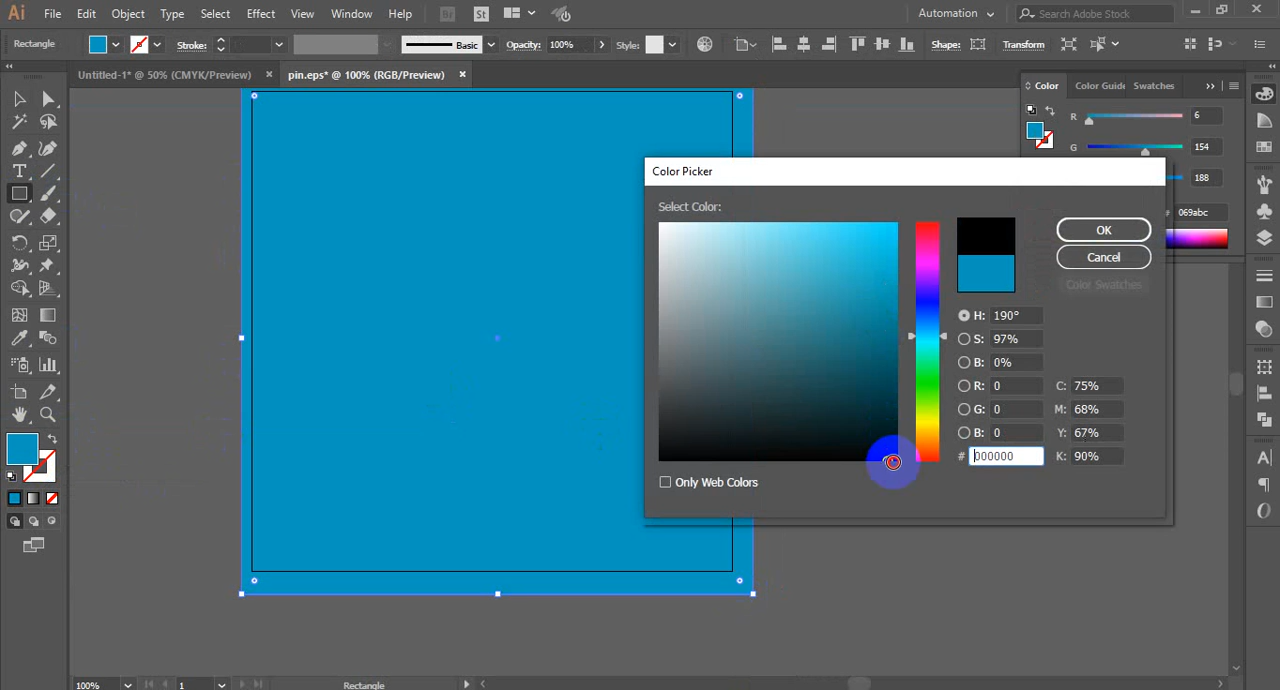 Ai File Edit Object Type Select Effect View Window Help Br St Automation Search Adobe Stock
Rectangle Stroke: Basic Opacity: 100% Style: Shape: Transform
Untitled-1* @ 50% (CMYK/Preview) × pin.eps* @ 100% (RGB/Preview) ×
Color Color Guide Swatches
R 6
G 154
188
# 069abc
Color Picker
Select Color:
OK
Cancel
Color Swatches
H: 190°
S: 97%
B: 0%
R: 0 C: 75%
G: 0 M: 68%
B: 0 Y: 67%
# 000000 K: 90%
Only Web Colors
100% 1 Rectangle